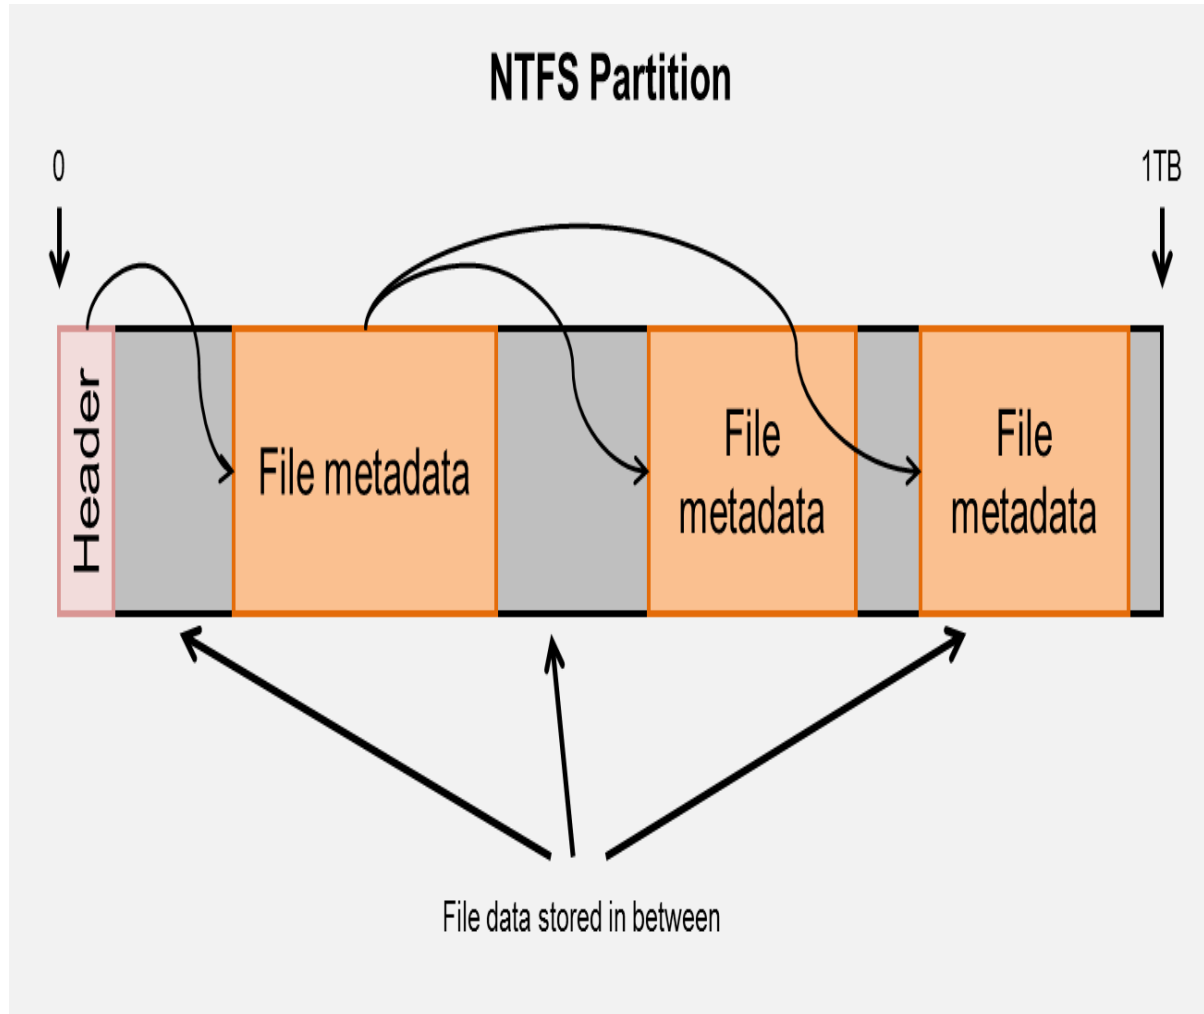 NTFS Partition
0
1TB
Header
File metadata
File
metadata
File
metadata
File data stored in between